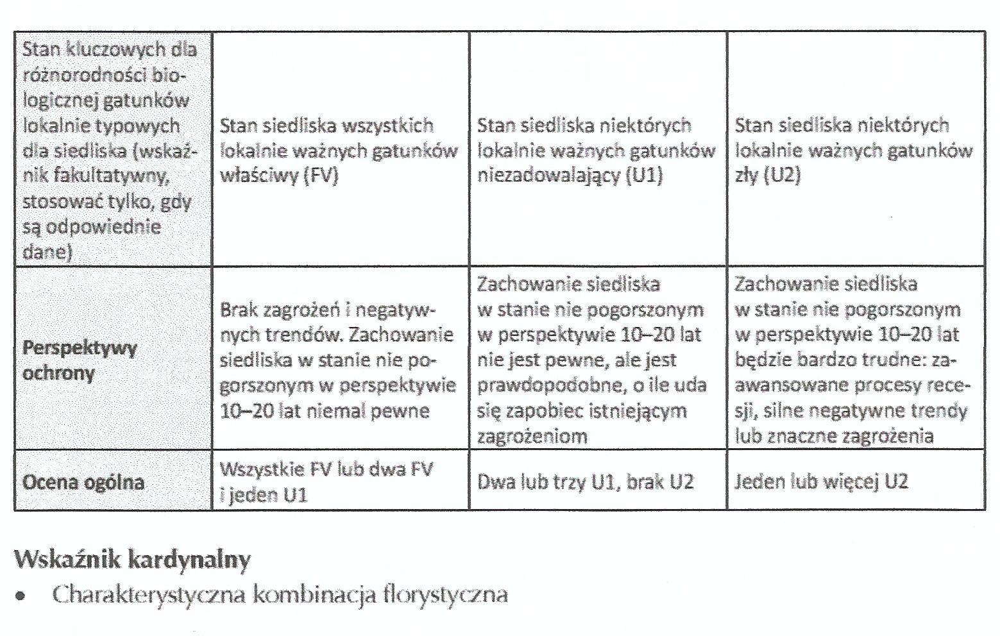 Stan kluczowych dla
różnorodności bio-
logicznej gatunków
lokalnie typowych
dla siedliska (wskaź-
nik fakultatywny,
stosować tylko, gdy
są odpowiednie
dane)
Stan siedliska wszystkich
lokalnie ważnych gatunków
właściwy (FV)
Stan siedliska niektórych
lokalnie ważnych gatunków
niezadowalający (U1)
Stan siedliska niektórych
lokalnie ważnych gatunków
zły (U2)
Perspektywy
ochrony
Brak zagrożeń i negatyw-
nych trendów. Zachowanie
siedliska w stanie nie po-
gorszonym w perspektywie
10–20 lat niemal pewne
Zachowanie siedliska
w stanie nie pogorszonym
w perspektywie 10–20 lat
nie jest pewne, ale jest
prawdopodobne, o ile uda
się zapobiec istniejącym
zagrożeniom
Zachowanie siedliska
w stanie nie pogorszonym
w perspektywie 10–20 lat
będzie bardzo trudne: za-
awansowane procesy rece-
sji, silne negatywne trendy
lub znaczne zagrożenia
Ocena ogólna
Wszystkie FV lub dwa FV
i jeden U1
Dwa lub trzy U1, brak U2
Jeden lub więcej U2
Wskaźnik kardynalny
• Charakterystyczna kombinacja florystyczna